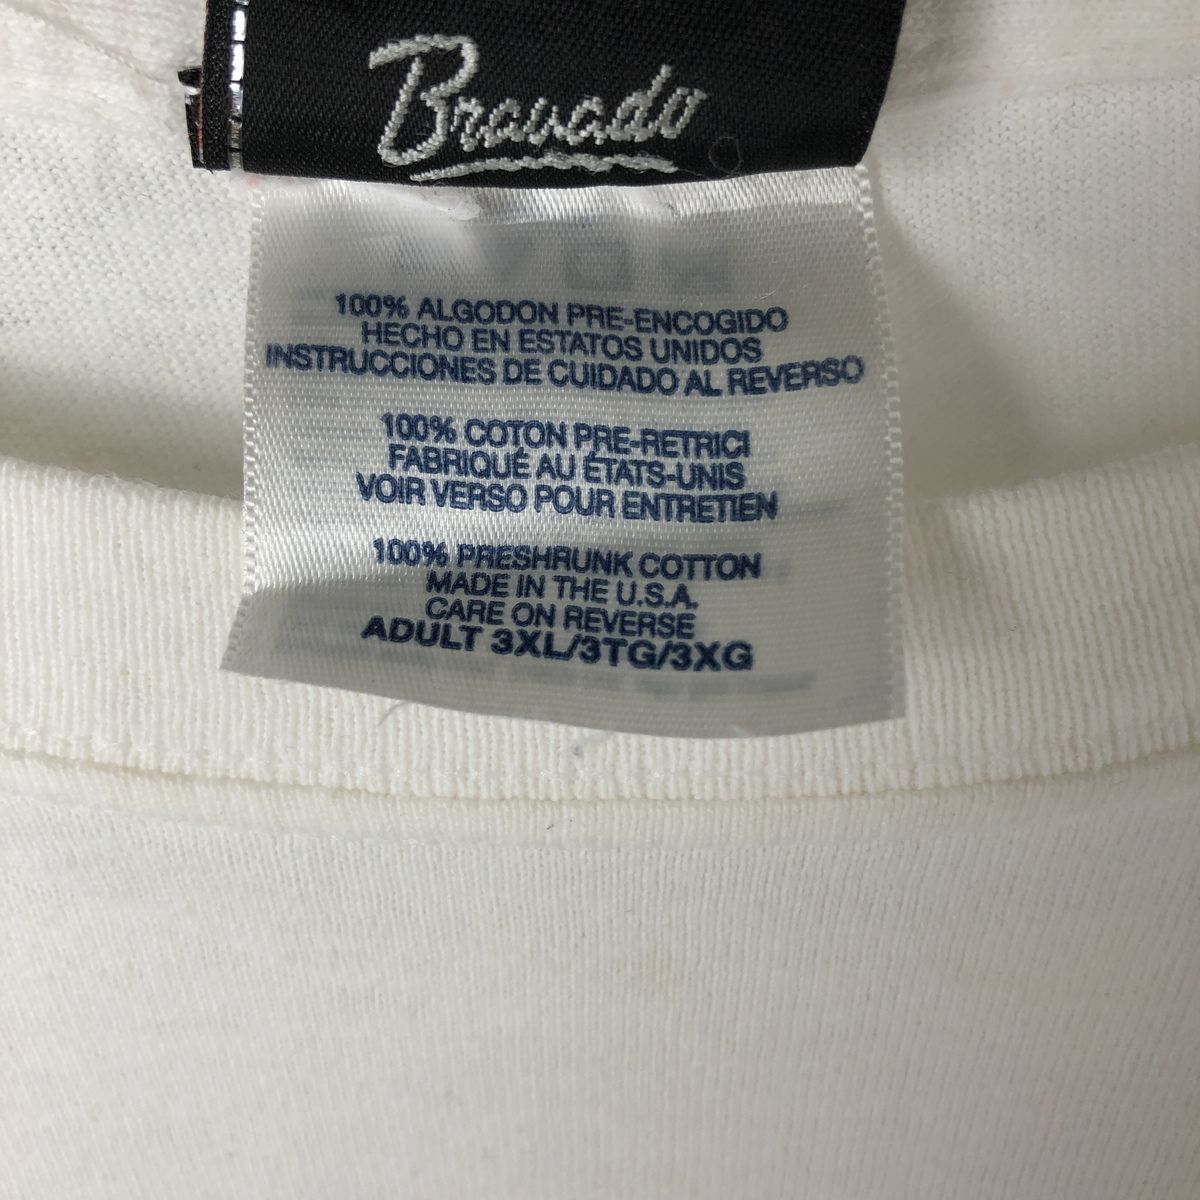 Bravado
100% ALGODON PRE-ENCOGIDO
HECHO EN ESTATOS UNIDOS
INSTRUCCIONES DE CUIDADO AL REVERSO
100% COTON PRE-RETRICI
FABRIQUÉ AU ÉTATS-UNIS
VOIR VERSO POUR ENTRETIEN
100% PRESHRUNK COTTON
MADE IN THE U.S.A.
CARE ON REVERSE
ADULT 3XL/3TG/3XG